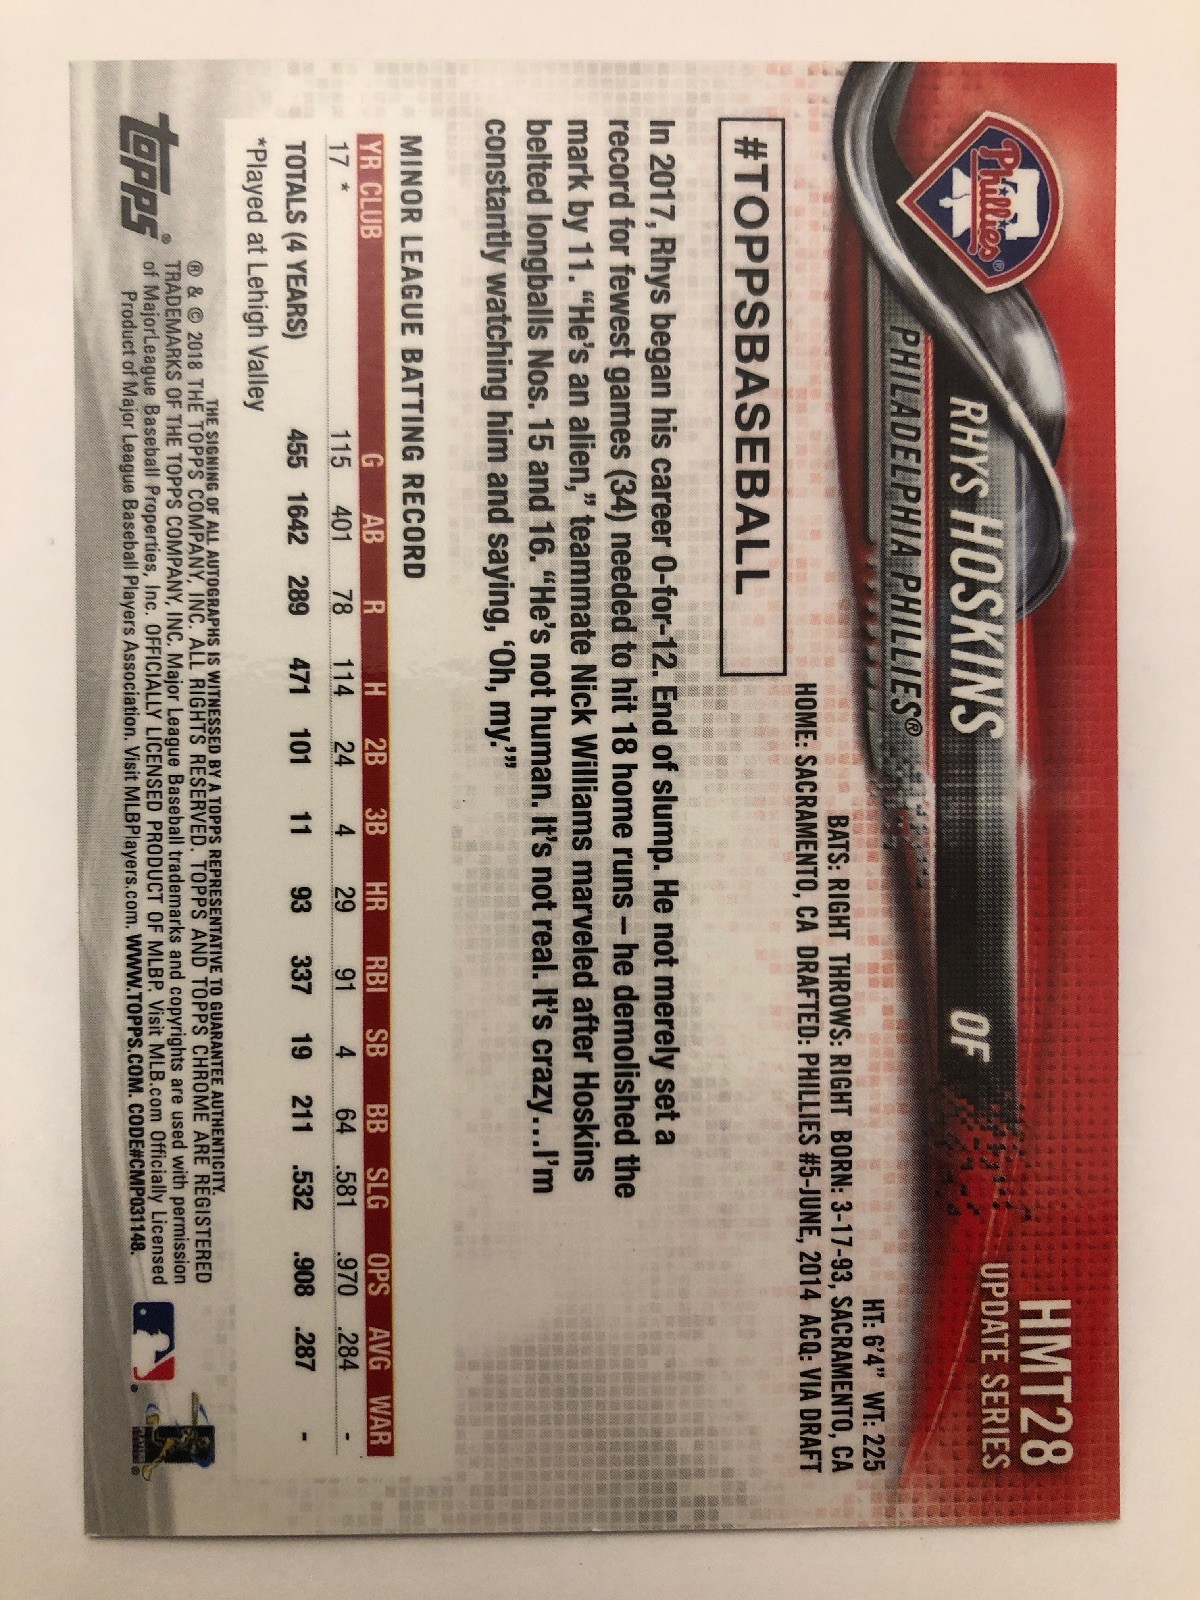 HMT28
UPDATE SERIES
Phillies®
RHYS HOSKINS OF
PHILADELPHIA PHILLIES®
HT: 6'4" WT: 225
BATS: RIGHT THROWS: RIGHT BORN: 3-17-93, SACRAMENTO, CA
HOME: SACRAMENTO, CA DRAFTED: PHILLIES #5-JUNE, 2014 ACQ: VIA DRAFT
#TOPPSBASEBALL
In 2017, Rhys began his career 0-for-12. End of slump. He not merely set a
record for fewest games (34) needed to hit 18 home runs – he demolished the
mark by 11. “He’s an alien,” teammate Nick Williams marveled after Hoskins
belted longballs Nos. 15 and 16. “He’s not human. It’s not real. It’s crazy...I’m
constantly watching him and saying, ‘Oh, my.’”
MINOR LEAGUE BATTING RECORD
YR CLUB G AB R H 2B 3B HR RBI SB BB SLG OPS AVG WAR
17 * 115 401 78 114 24 4 29 91 4 64 .581 .970 .284 -
TOTALS (4 YEARS) 455 1642 289 471 101 11 93 337 19 211 .532 .908 .287 -
*Played at Lehigh Valley
THE SIGNING OF ALL AUTOGRAPHS IS WITNESSED BY A TOPPS REPRESENTATIVE TO GUARANTEE AUTHENTICITY.
® & © 2018 THE TOPPS COMPANY, INC. ALL RIGHTS RESERVED. TOPPS AND TOPPS CHROME ARE REGISTERED
TRADEMARKS OF THE TOPPS COMPANY, INC. Major League Baseball trademarks and copyrights are used with permission
of MajorLeague Baseball Properties, Inc. OFFICIALLY LICENSED PRODUCT OF MLBP. Visit MLB.com Officially Licensed
Product of Major League Baseball Players Association. Visit MLBPlayers.com. WWW.TOPPS.COM. CODE#CMP031148.
topps®